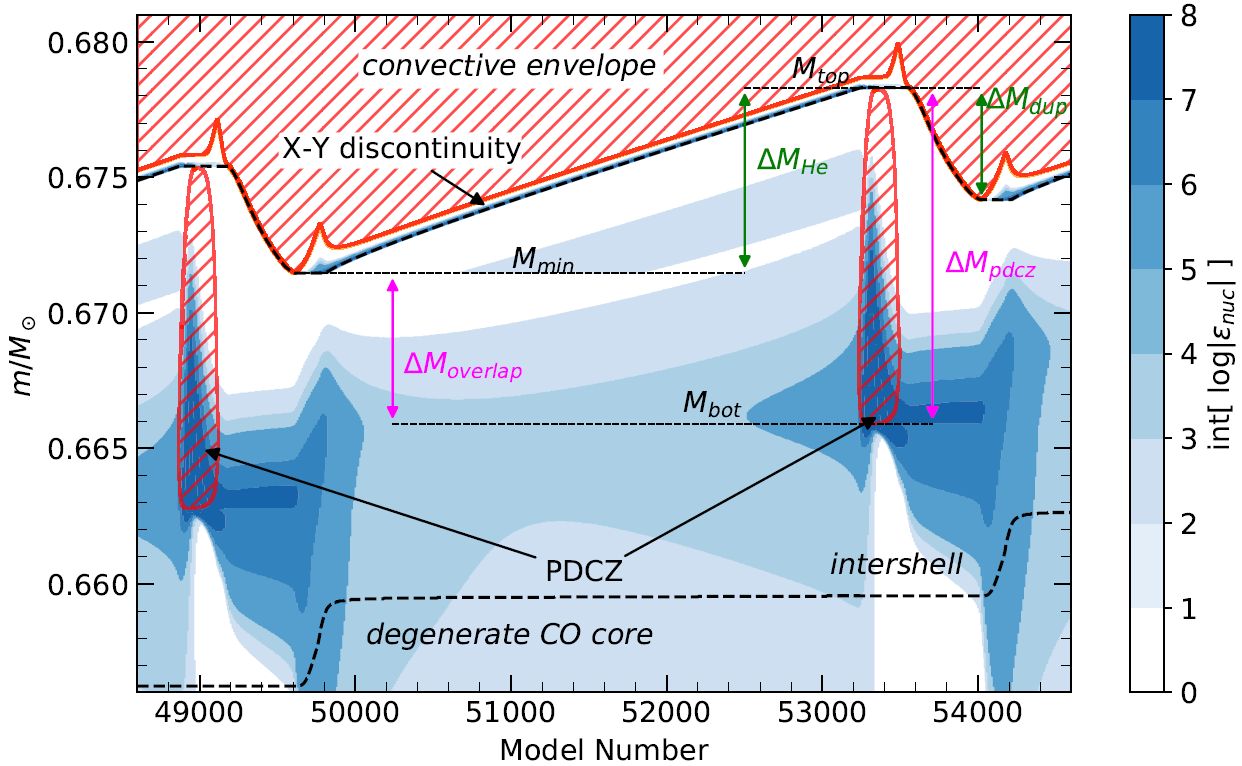 convective envelope
M_top
ΔM_dup
X-Y discontinuity
ΔM_He
M_min
ΔM_pdcz
ΔM_overlap
M_bot
PDCZ
intershell
degenerate CO core
0.680
0.675
0.670
0.665
0.660
m/M_⊙
49000 50000 51000 52000 53000 54000
Model Number
8
7
6
5
4
3
2
1
0
int[ log|ε_nuc| ]